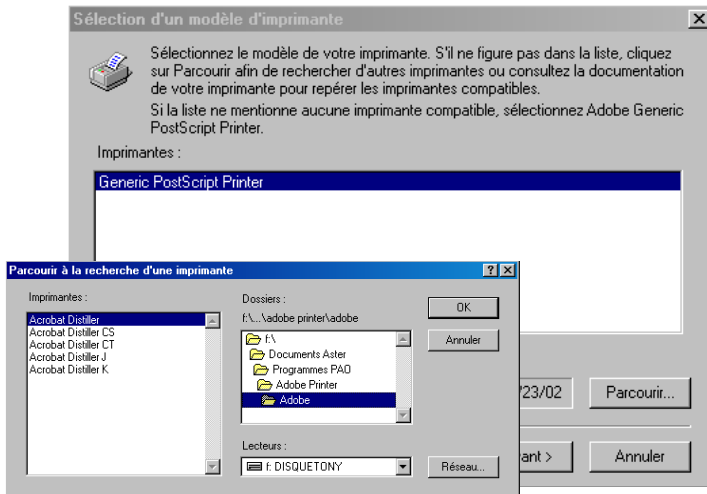 Sélection d'un modèle d'imprimante
Sélectionnez le modèle de votre imprimante. S'il ne figure pas dans la liste, cliquez
sur Parcourir afin de rechercher d'autres imprimantes ou consultez la documentation
de votre imprimante pour repérer les imprimantes compatibles.
Si la liste ne mentionne aucune imprimante compatible, sélectionnez Adobe Generic
PostScript Printer.
Imprimantes :
Generic PostScript Printer
/23/02
Parcourir...
vant >
Annuler
Parcourir à la recherche d'une imprimante
Imprimantes :
Acrobat Distiller
Acrobat Distiller CS
Acrobat Distiller CT
Acrobat Distiller J
Acrobat Distiller K
Dossiers :
f:\...\adobe printer\adobe
f:\
Documents Aster
Programmes PAO
Adobe Printer
Adobe
Lecteurs :
f: DISQUETONY
OK
Annuler
Réseau...